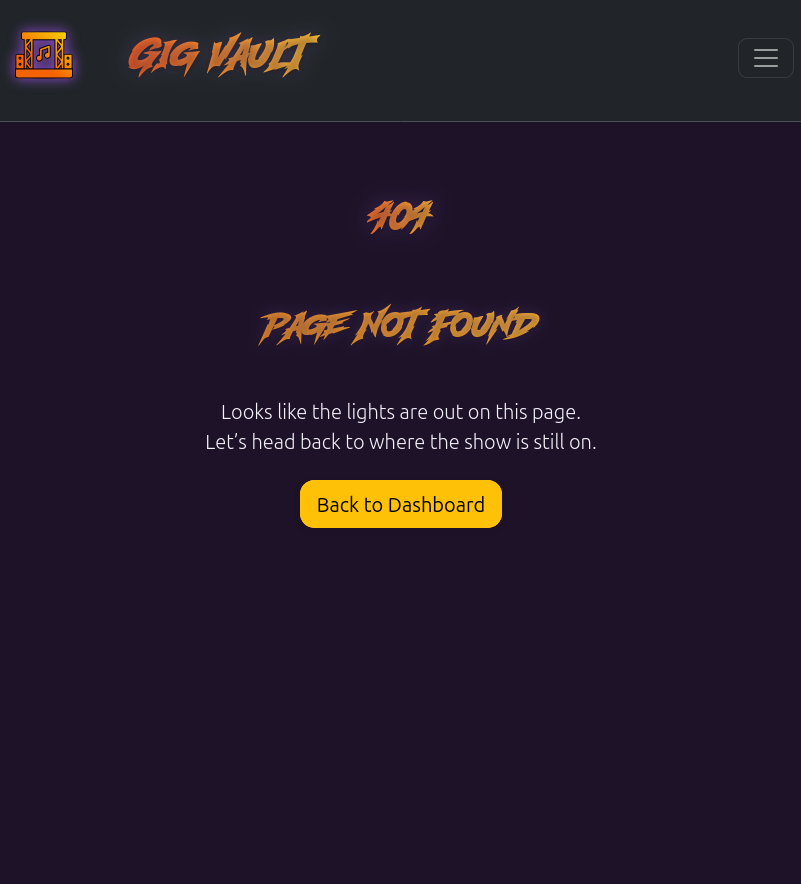 Gig Vault
404
Page Not Found
Looks like the lights are out on this page.
Let’s head back to where the show is still on.
Back to Dashboard